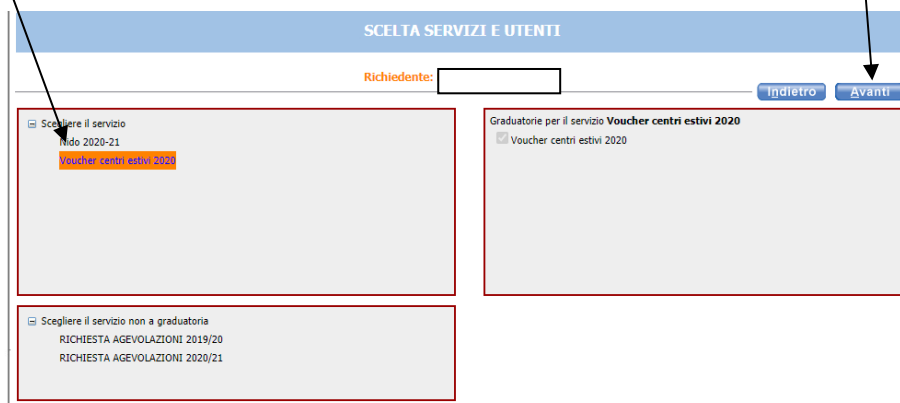 SCELTA SERVIZI E UTENTI
Richiedente:
Indietro
Avanti
Scegliere il servizio
Nido 2020-21
Voucher centri estivi 2020
Graduatorie per il servizio Voucher centri estivi 2020
Voucher centri estivi 2020
Scegliere il servizio non a graduatoria
RICHIESTA AGEVOLAZIONI 2019/20
RICHIESTA AGEVOLAZIONI 2020/21